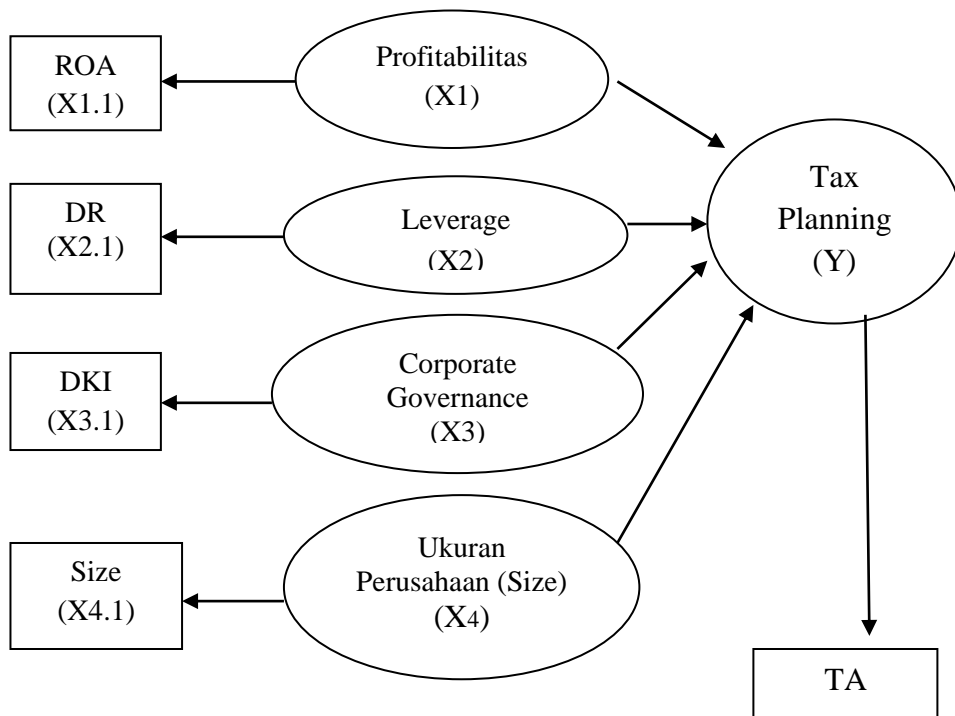 ROA
(X1.1)
Profitabilitas
(X1)
DR
(X2.1)
Leverage
(X2)
Tax
Planning
(Y)
DKI
(X3.1)
Corporate
Governance
(X3)
Size
(X4.1)
Ukuran
Perusahaan (Size)
(X4)
TA